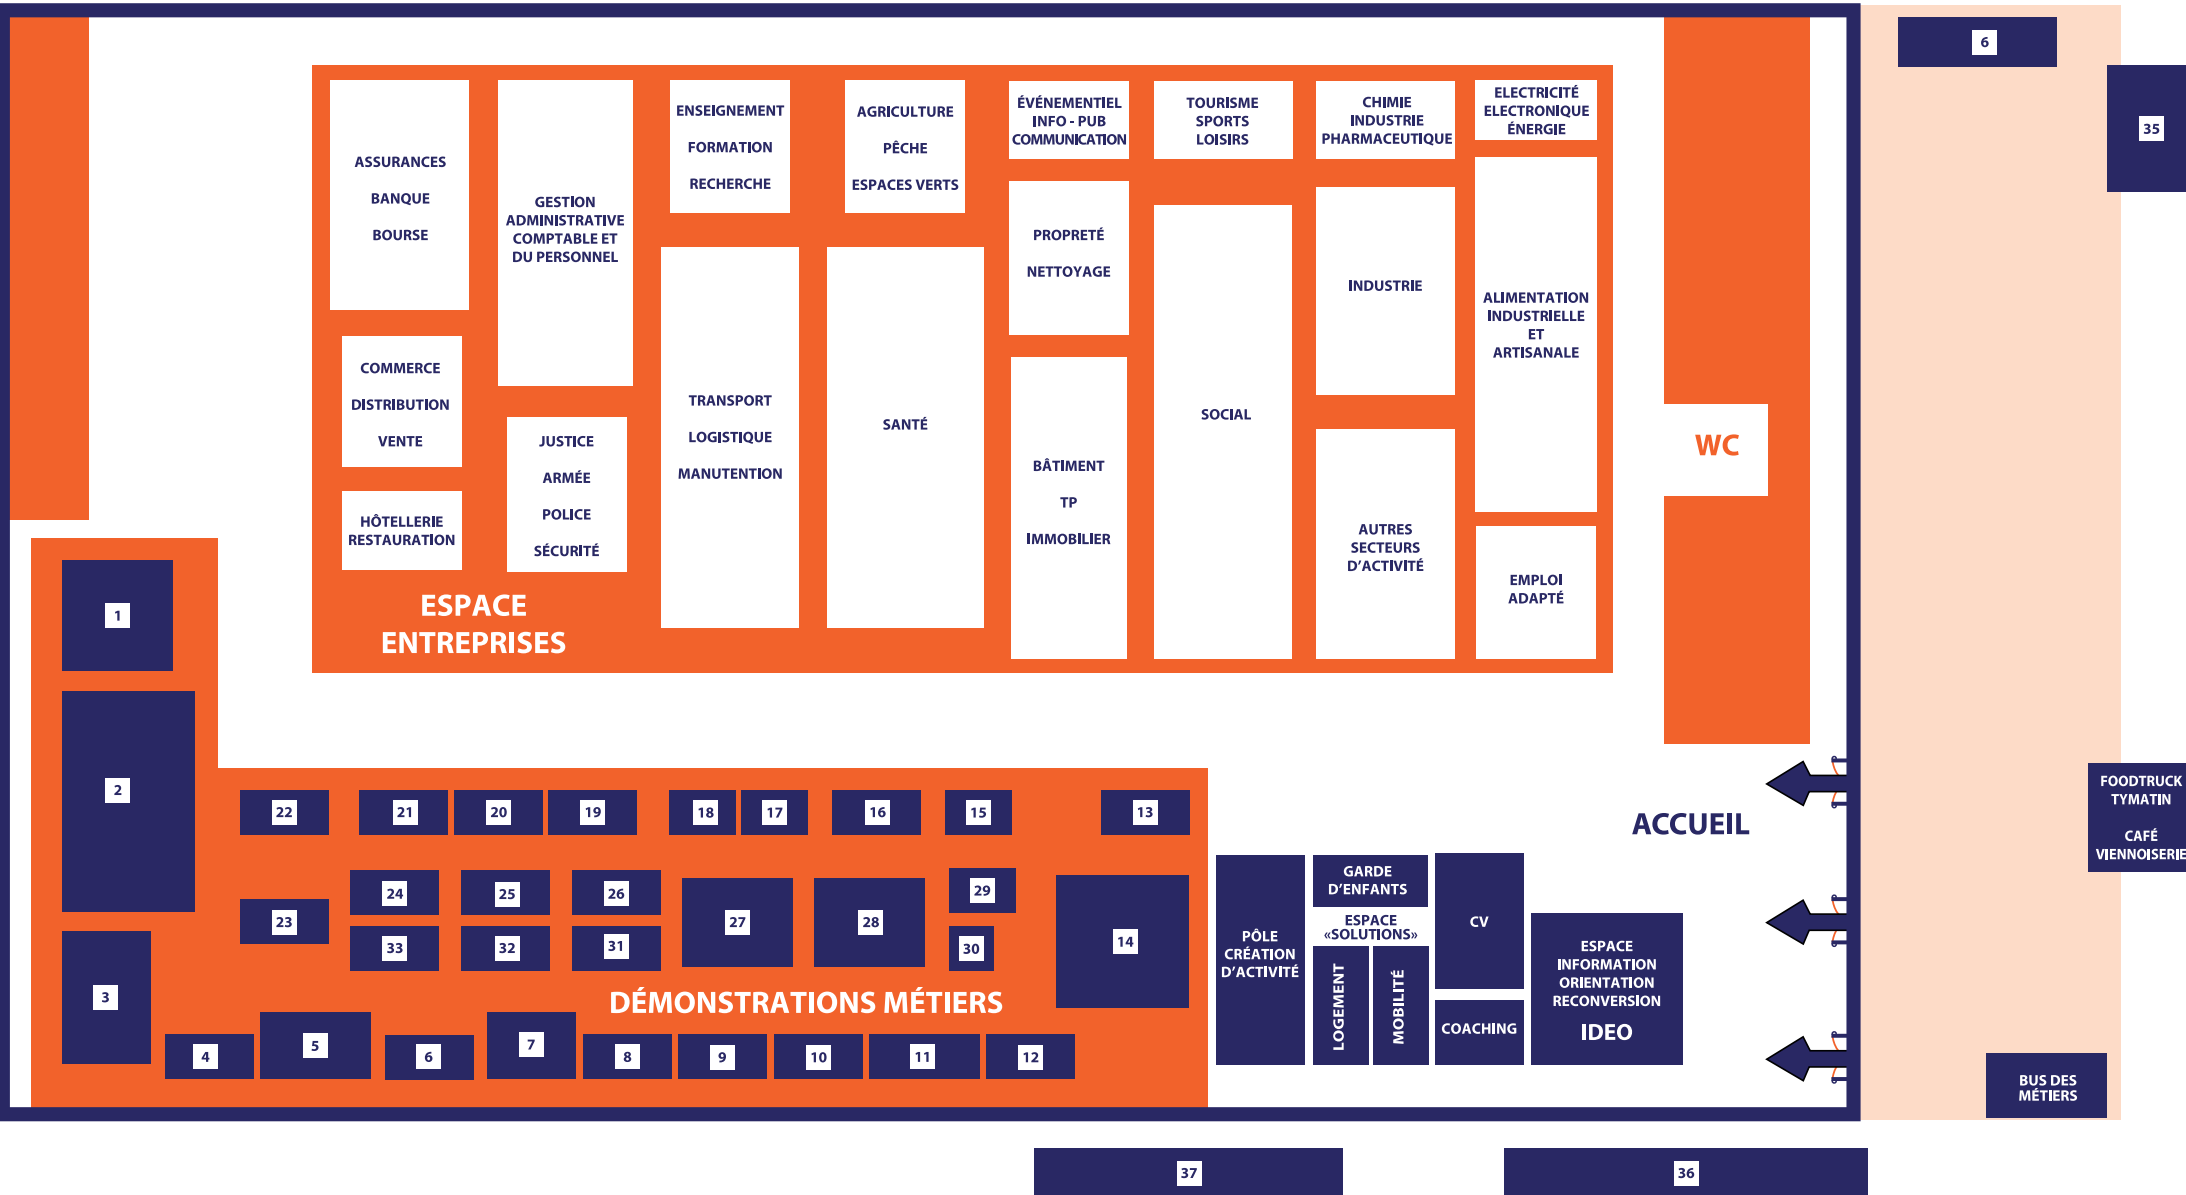 6
35
ASSURANCES
BANQUE
BOURSE
GESTION
ADMINISTRATIVE
COMPTABLE ET
DU PERSONNEL
ENSEIGNEMENT
FORMATION
RECHERCHE
AGRICULTURE
PÊCHE
ESPACES VERTS
ÉVÉNEMENTIEL
INFO - PUB
COMMUNICATION
TOURISME
SPORTS
LOISIRS
CHIMIE
INDUSTRIE
PHARMACEUTIQUE
ELECTRICITÉ
ELECTRONIQUE
ÉNERGIE
PROPRETÉ
NETTOYAGE
INDUSTRIE
ALIMENTATION
INDUSTRIELLE
ET
ARTISANALE
COMMERCE
DISTRIBUTION
VENTE
JUSTICE
ARMÉE
POLICE
SÉCURITÉ
TRANSPORT
LOGISTIQUE
MANUTENTION
SANTÉ
SOCIAL
WC
BÂTIMENT
TP
IMMOBILIER
AUTRES
SECTEURS
D'ACTIVITÉ
HÔTELLERIE
RESTAURATION
EMPLOI
ADAPTÉ
ESPACE
ENTREPRISES
1
2
3
22
21
20
19
18
17
16
15
13
24
25
26
27
28
29
23
33
32
31
30
14
DÉMONSTRATIONS MÉTIERS
4
5
6
7
8
9
10
11
12
ACCUEIL
PÔLE
CRÉATION
D'ACTIVITÉ
GARDE
D'ENFANTS
ESPACE
«SOLUTIONS»
LOGEMENT
MOBILITÉ
CV
COACHING
ESPACE
INFORMATION
ORIENTATION
RECONVERSION
IDEO
FOODTRUCK
TYMATIN
CAFÉ
VIENNOISERIE
BUS DES
MÉTIERS
37
36